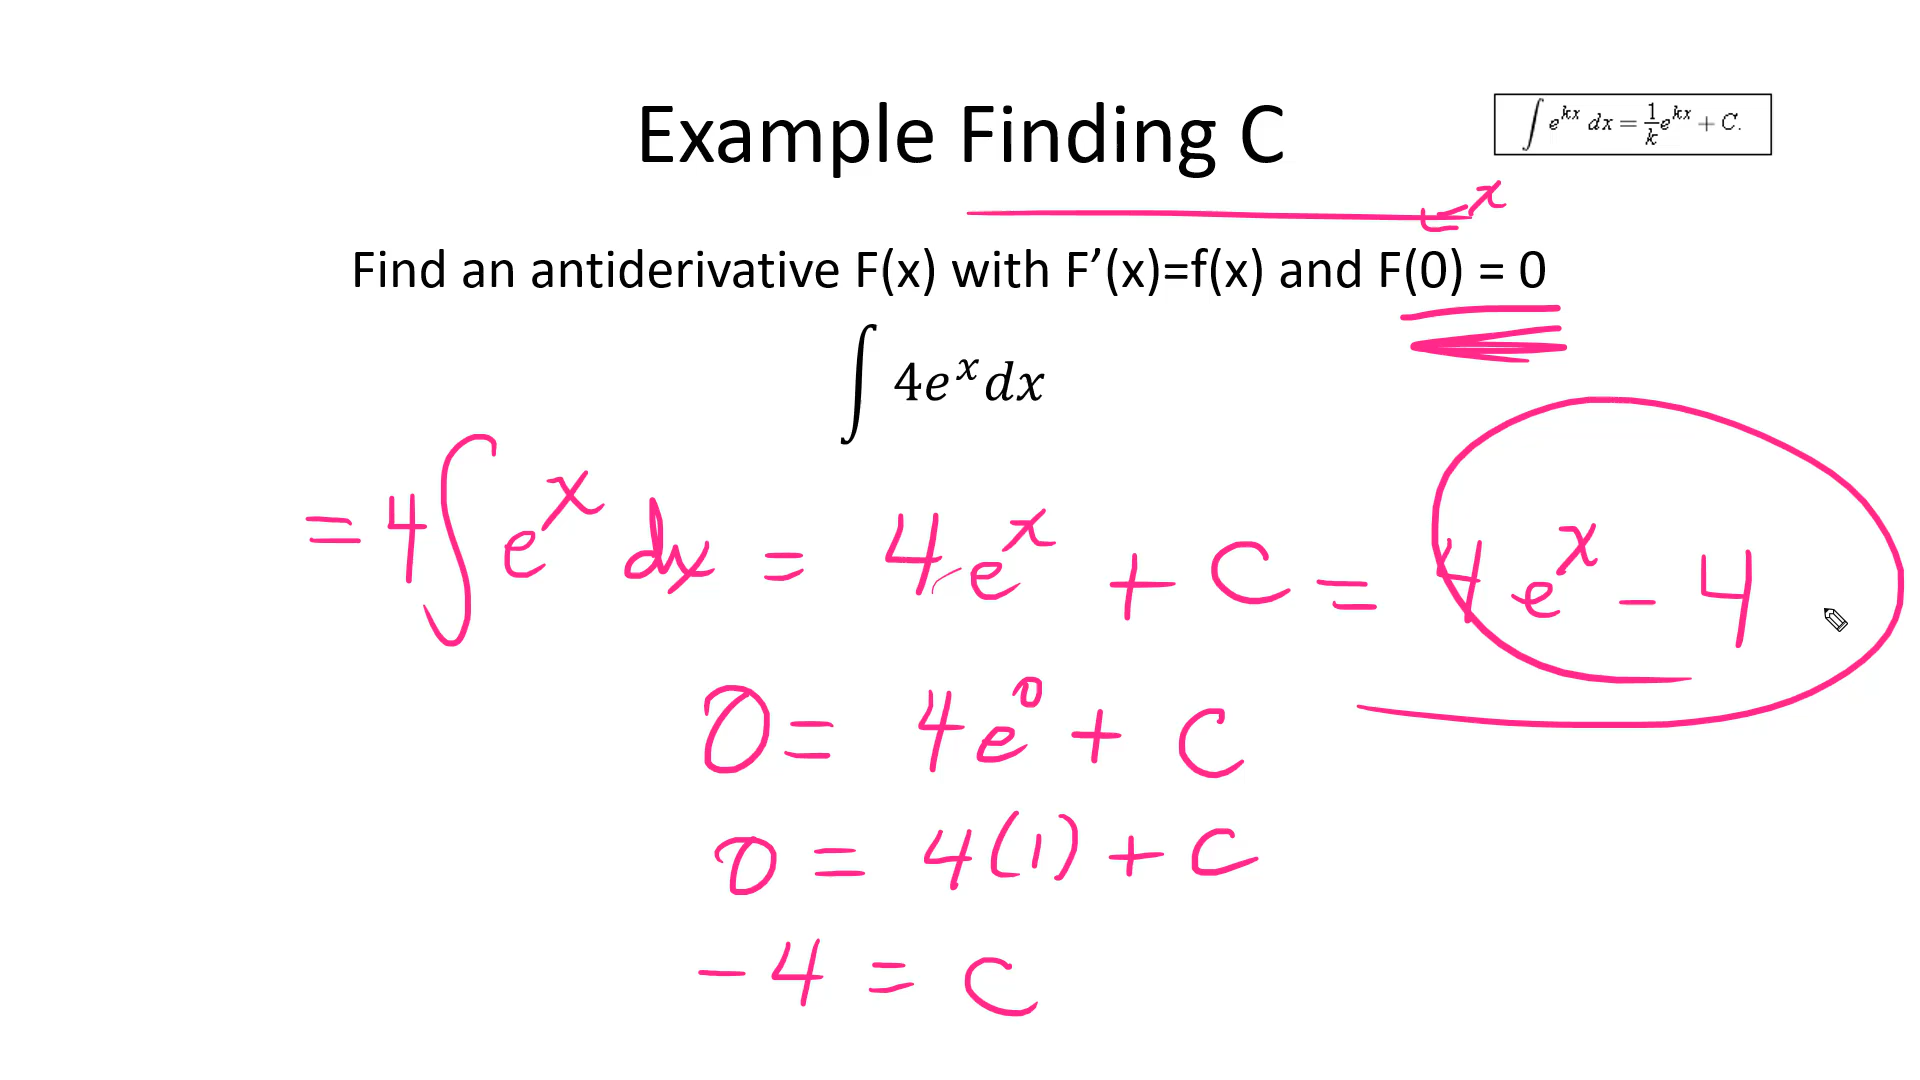 Example Finding C
∫ e^{kx} dx = \frac{1}{k} e^{kx} + C.
x
Find an antiderivative F(x) with F’(x)=f(x) and F(0) = 0
∫ 4e^x dx
= 4 ∫ e^x dx = 4e^x + C = 4e^x - 4
0 = 4e^0 + C
0 = 4(1) + C
-4 = C